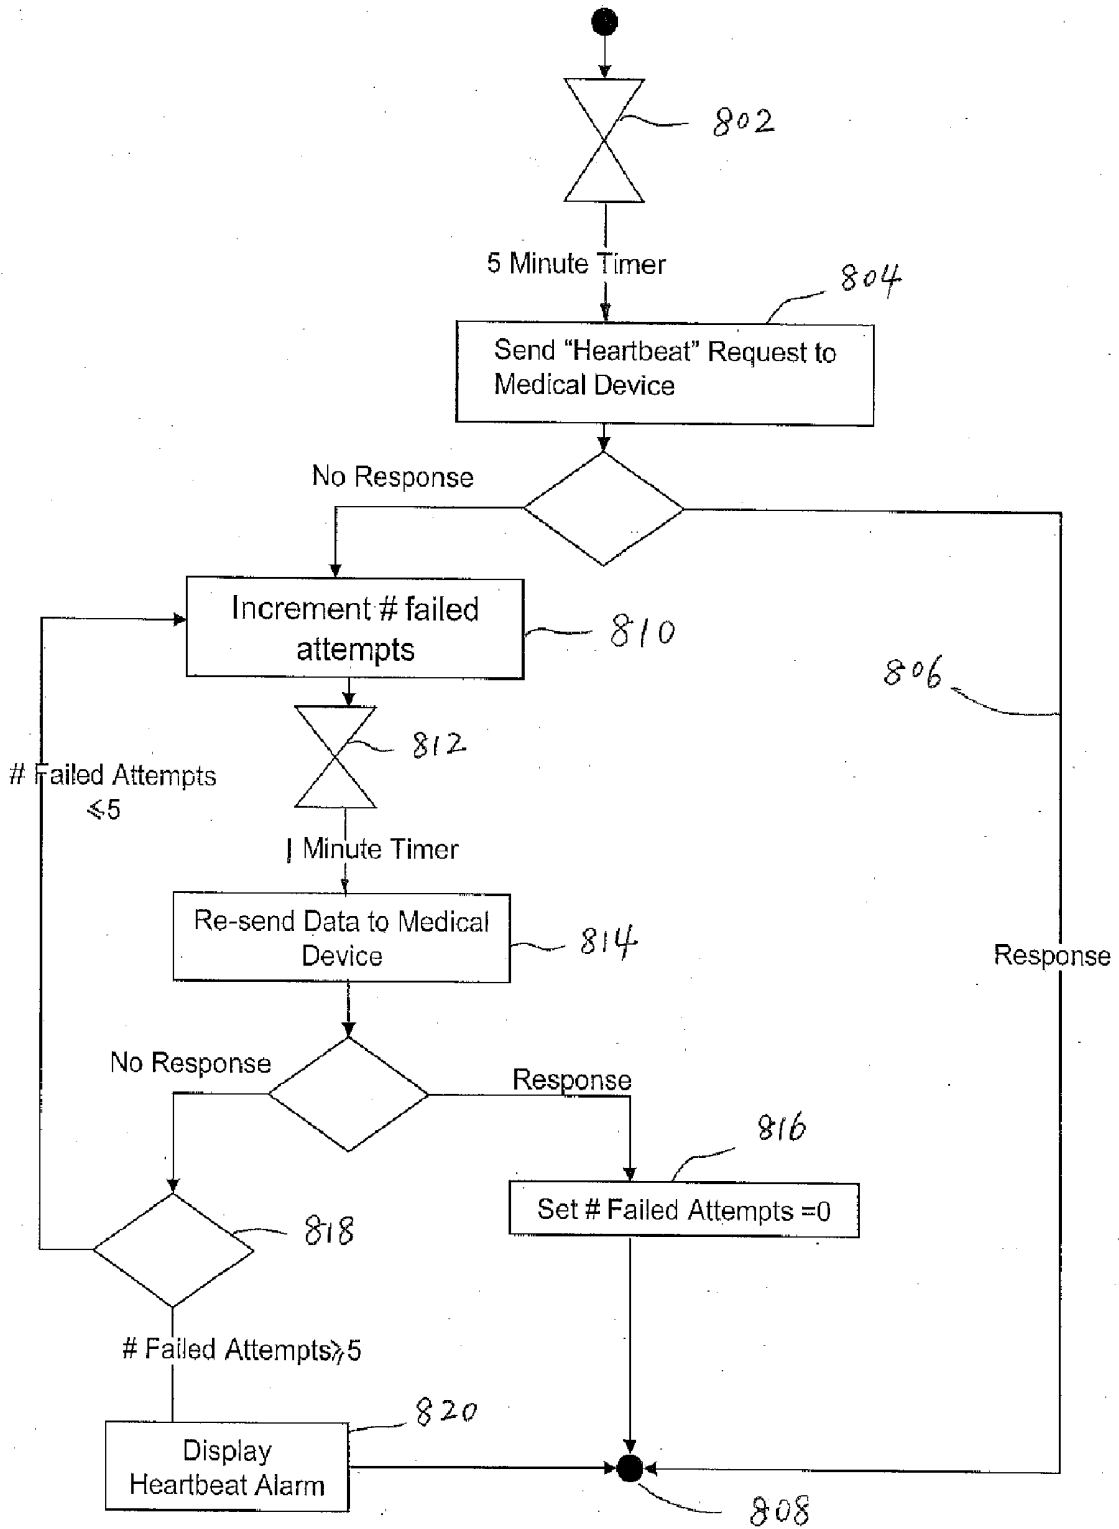 802
5 Minute Timer
804
Send “Heartbeat” Request to
Medical Device
No Response
Increment # failed
attempts
810
806
812
# Failed Attempts
⩽5
1 Minute Timer
Re-send Data to Medical
Device
814
Response
No Response
Response
816
Set # Failed Attempts =0
818
# Failed Attempts⩾5
820
Display
Heartbeat Alarm
808